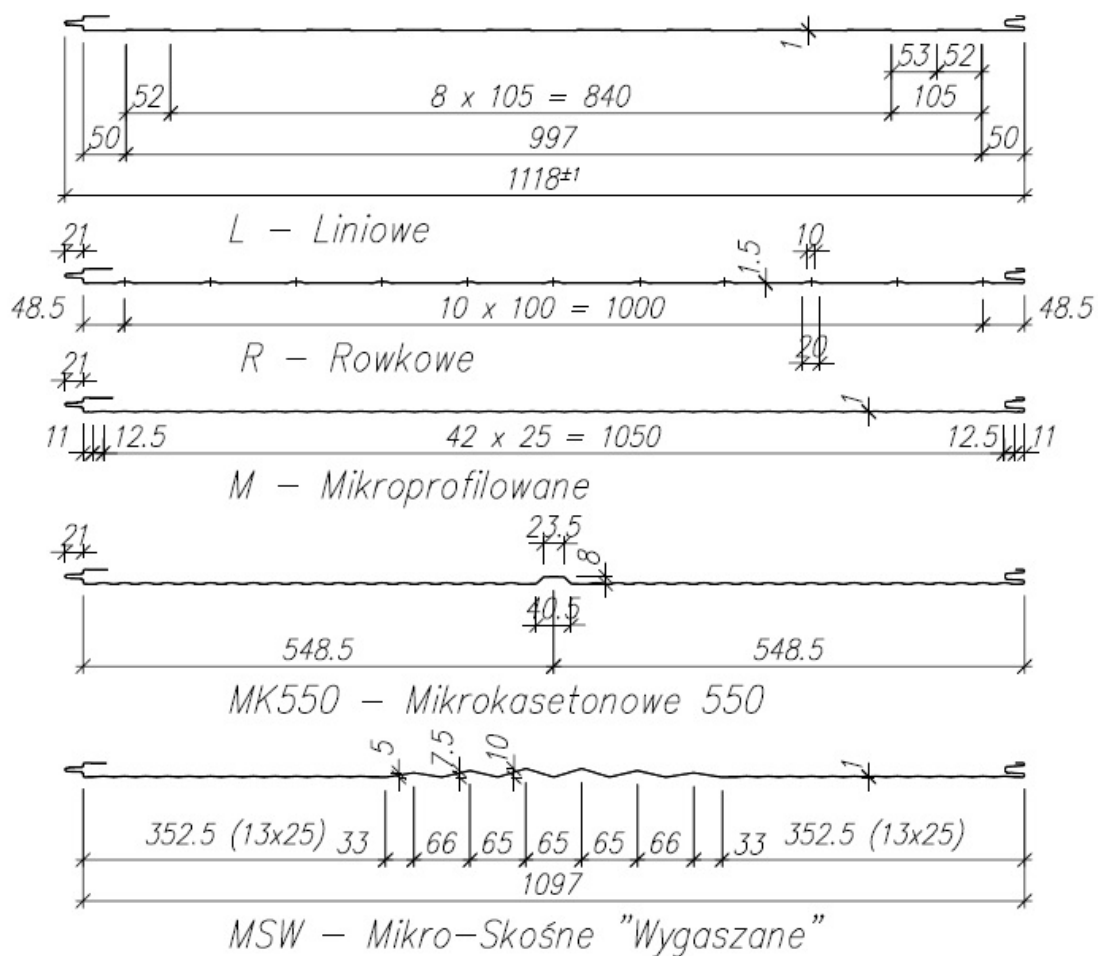 1
53 52
52 8 x 105 = 840 105
50 997 50
1118±1
L – Liniowe
21 10
1.5
48.5 10 x 100 = 1000 48.5
R – Rowkowe 20
21
1
11 12.5 42 x 25 = 1050 12.5 11
M – Mikroprofilowane
21 23.5
8
40.5
548.5 548.5
MK550 – Mikrokasetonowe 550
5 7.5 10 1
352.5 (13x25) 33 66 65 65 65 66 33 352.5 (13x25)
1097
MSW – Mikro-Skośne "Wygaszane"